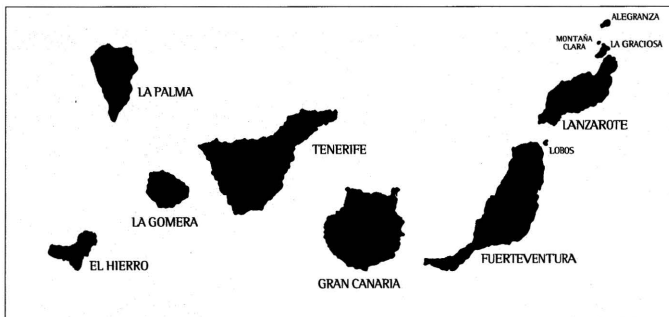 ALEGRANZA
MONTAÑA
CLARA
LA GRACIOSA
LA PALMA
LANZAROTE
TENERIFE
LOBOS
LA GOMERA
EL HIERRO
FUERTEVENTURA
GRAN CANARIA